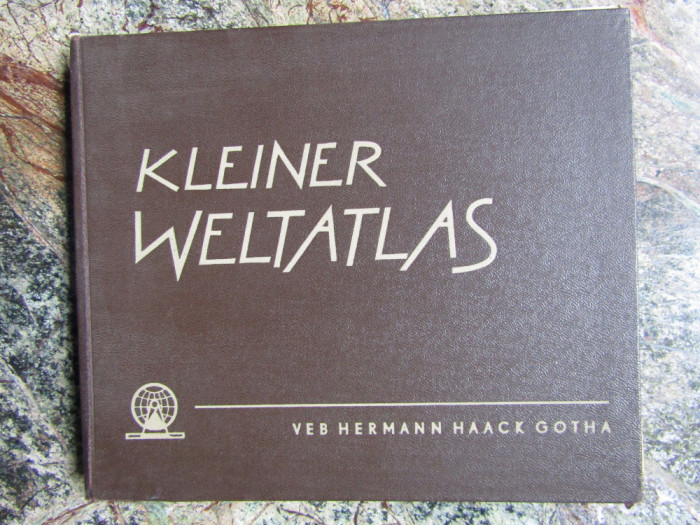 KLEINER
WELTATLAS
VEB HERMANN HAACK GOTHA